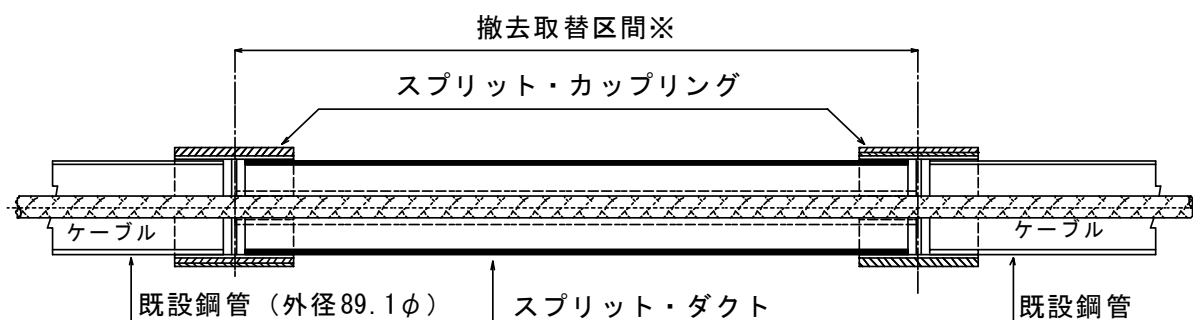 撤去取替区間※
スプリット・カップリング
ケーブル
ケーブル
既設鋼管（外径89.1φ）
スプリット・ダクト
既設鋼管